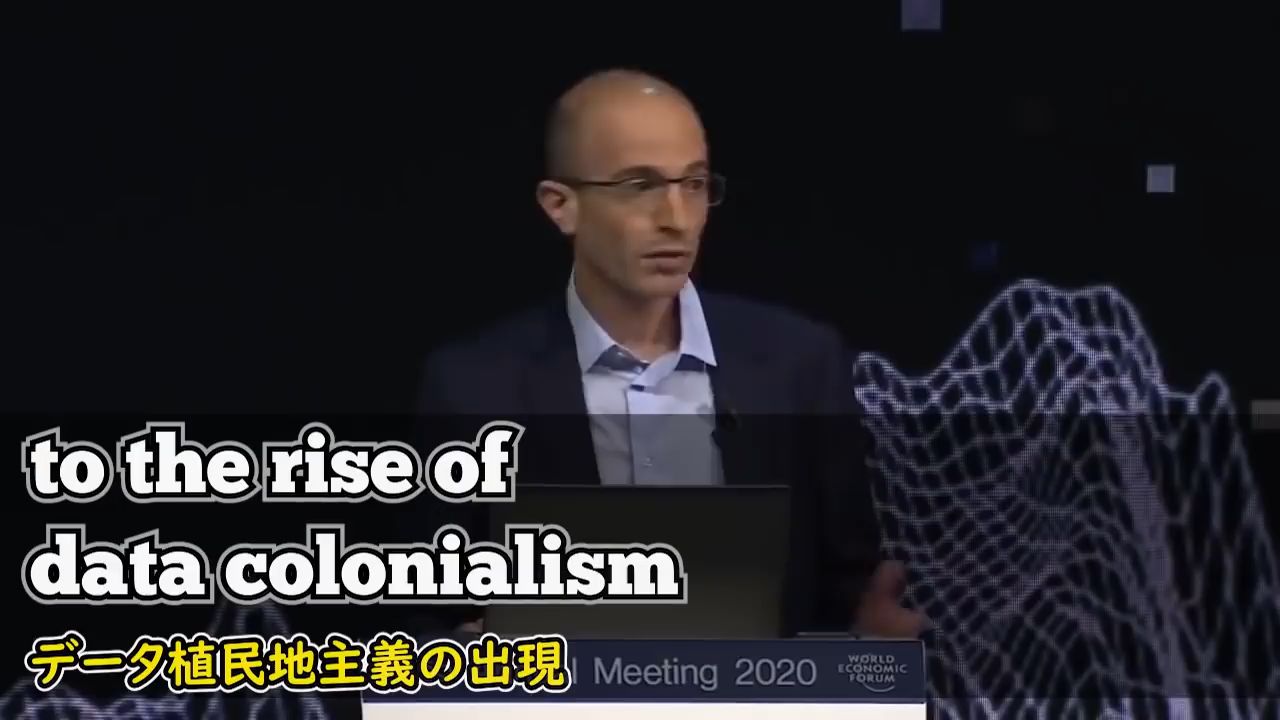 to the rise of
data colonialism
データ植民地主義の出現
Meeting 2020
WORLD
ECONOMIC
FORUM